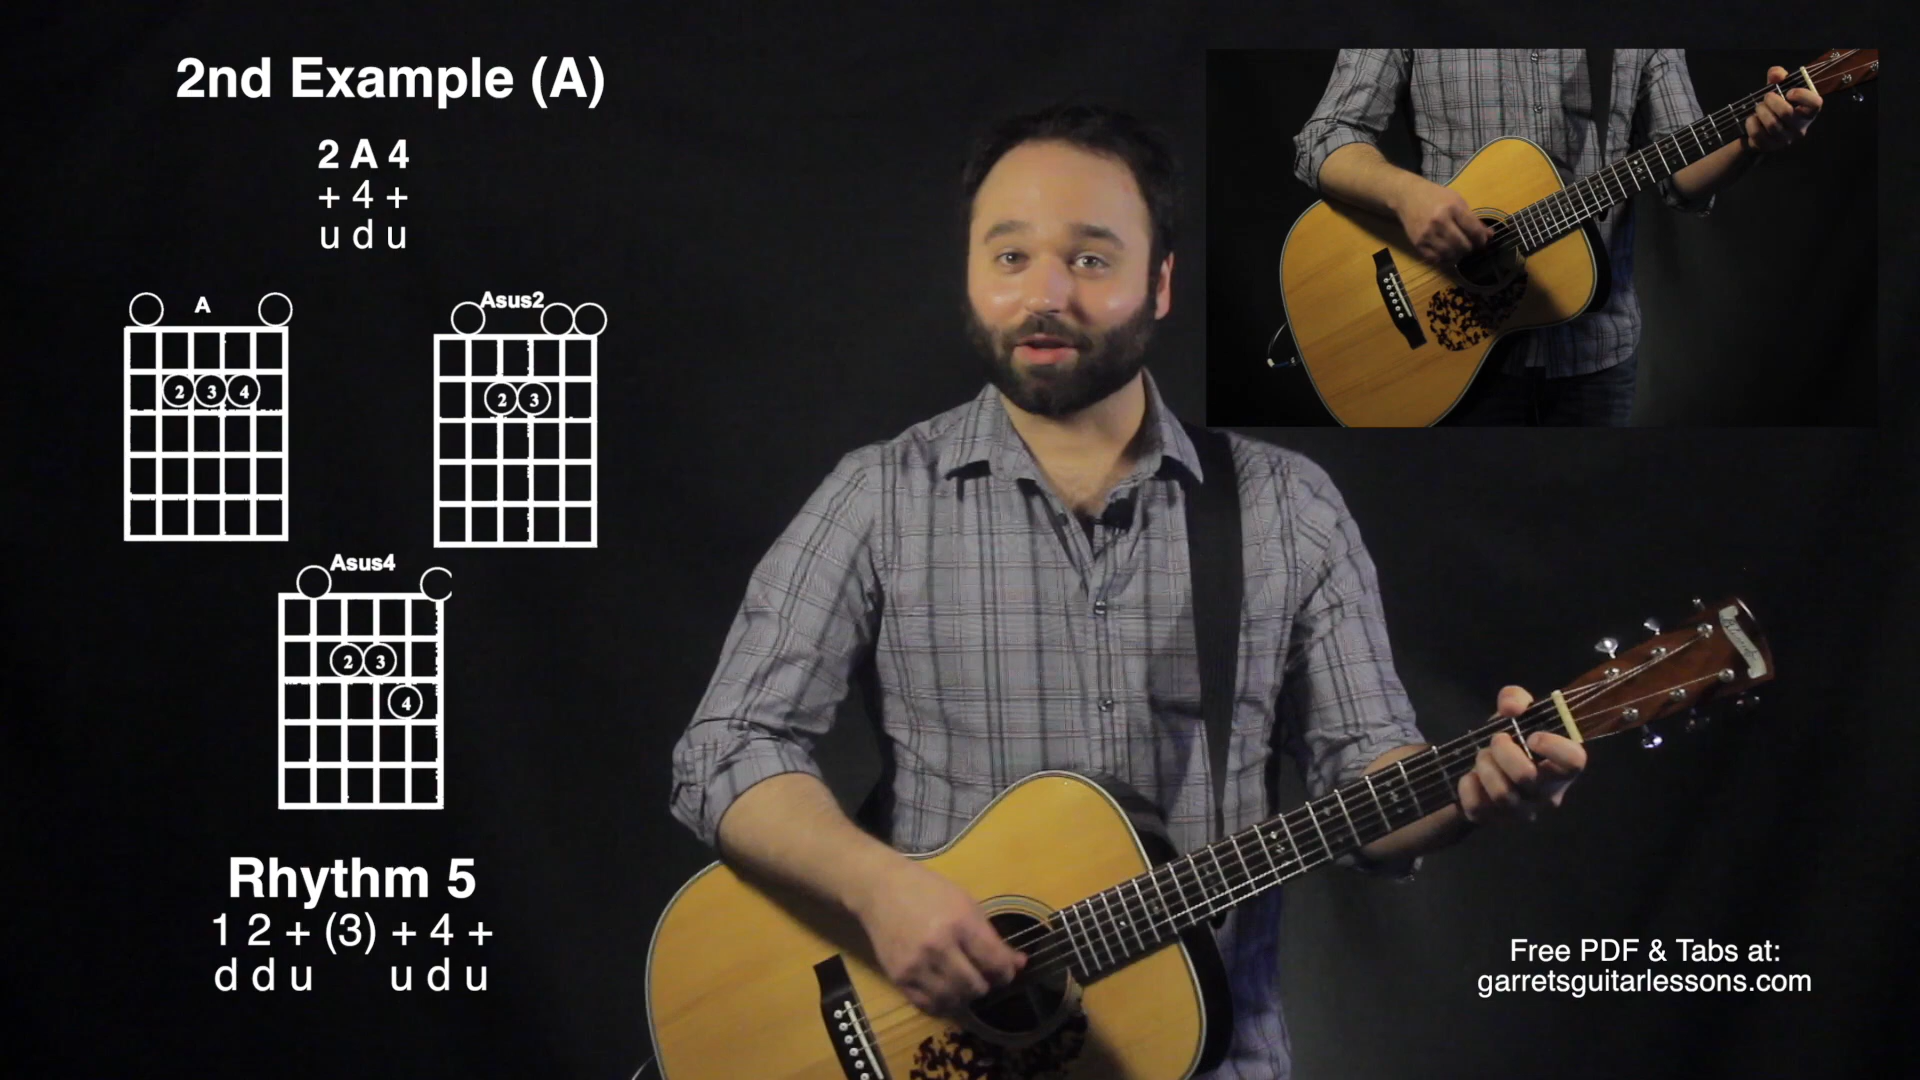 2nd Example (A)
2 A 4
+ 4 +
u d u
A
2 3 4
Asus2
2 3
Asus4
2 3
4
Rhythm 5
1 2 + (3) + 4 +
d d u u d u
Free PDF & Tabs at:
garretsguitarlessons.com